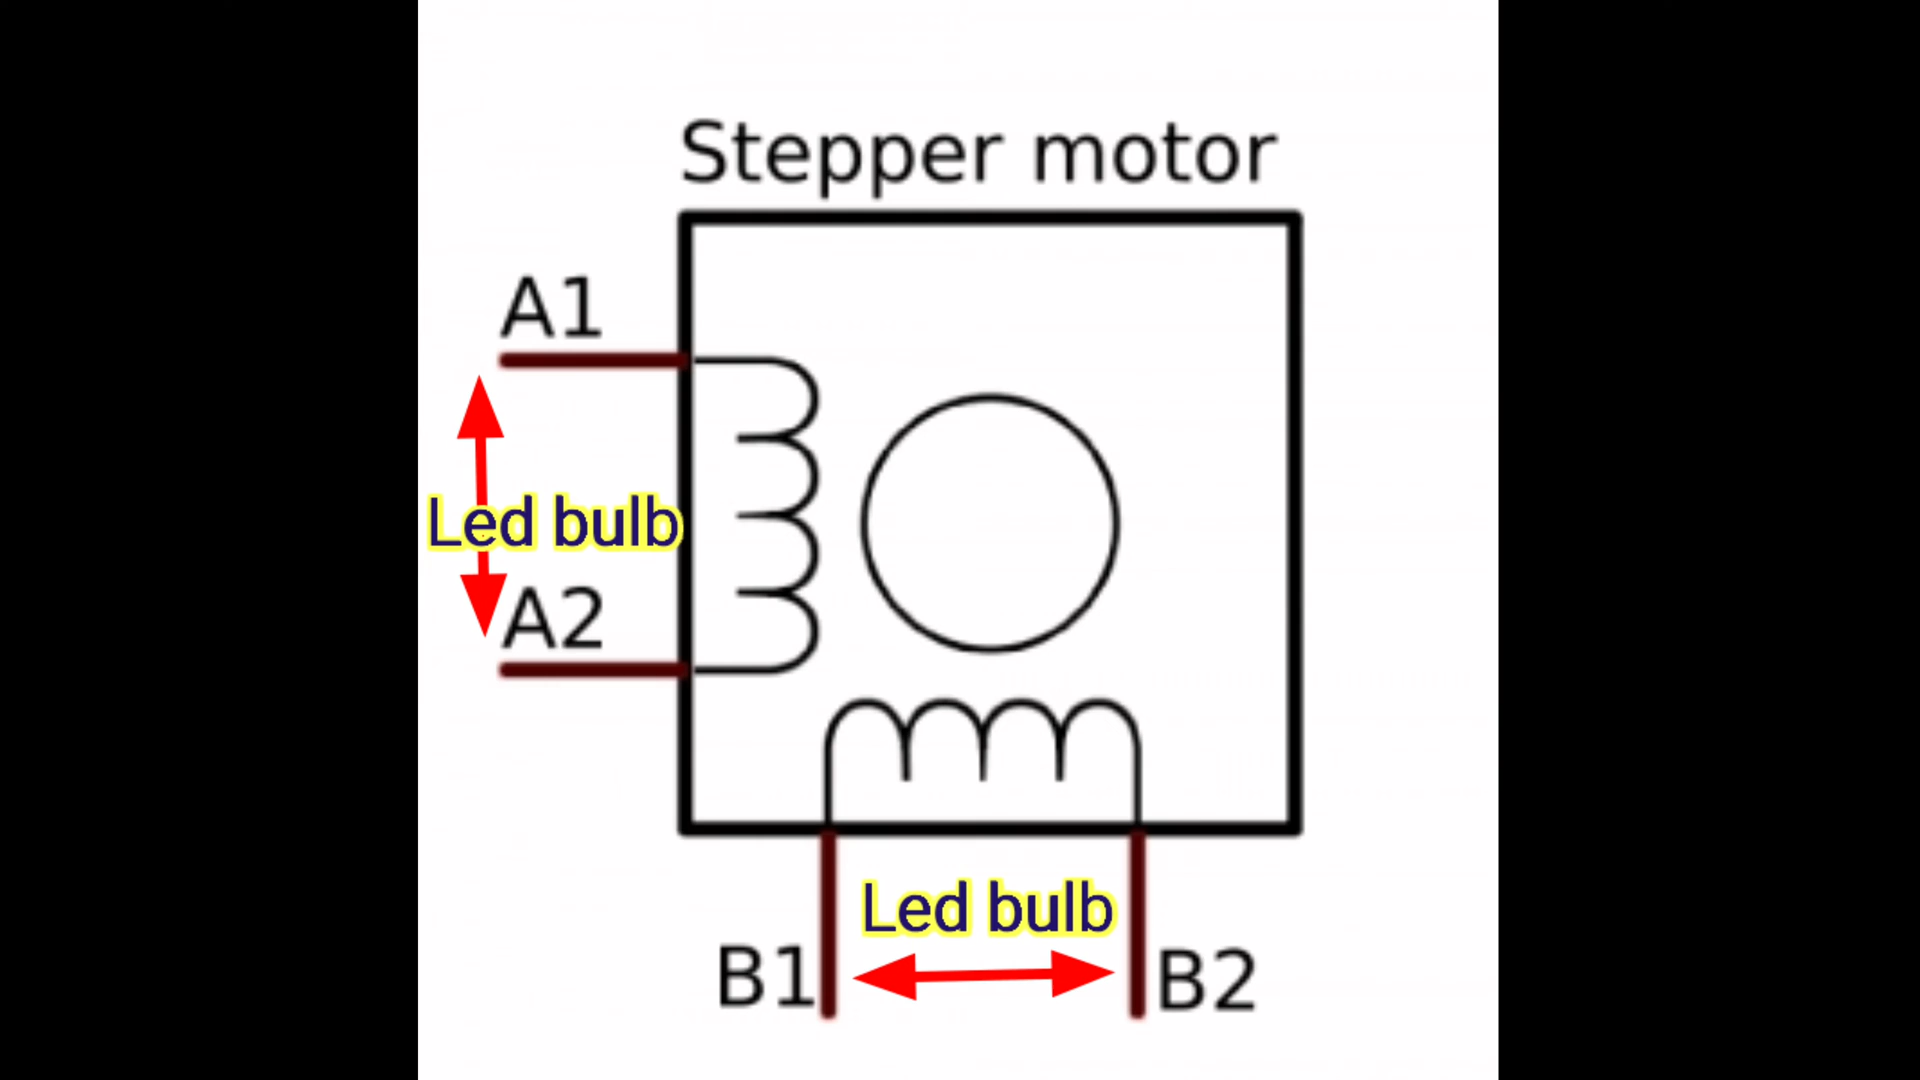 Stepper motor
A1
Led bulb
A2
Led bulb
B1
B2